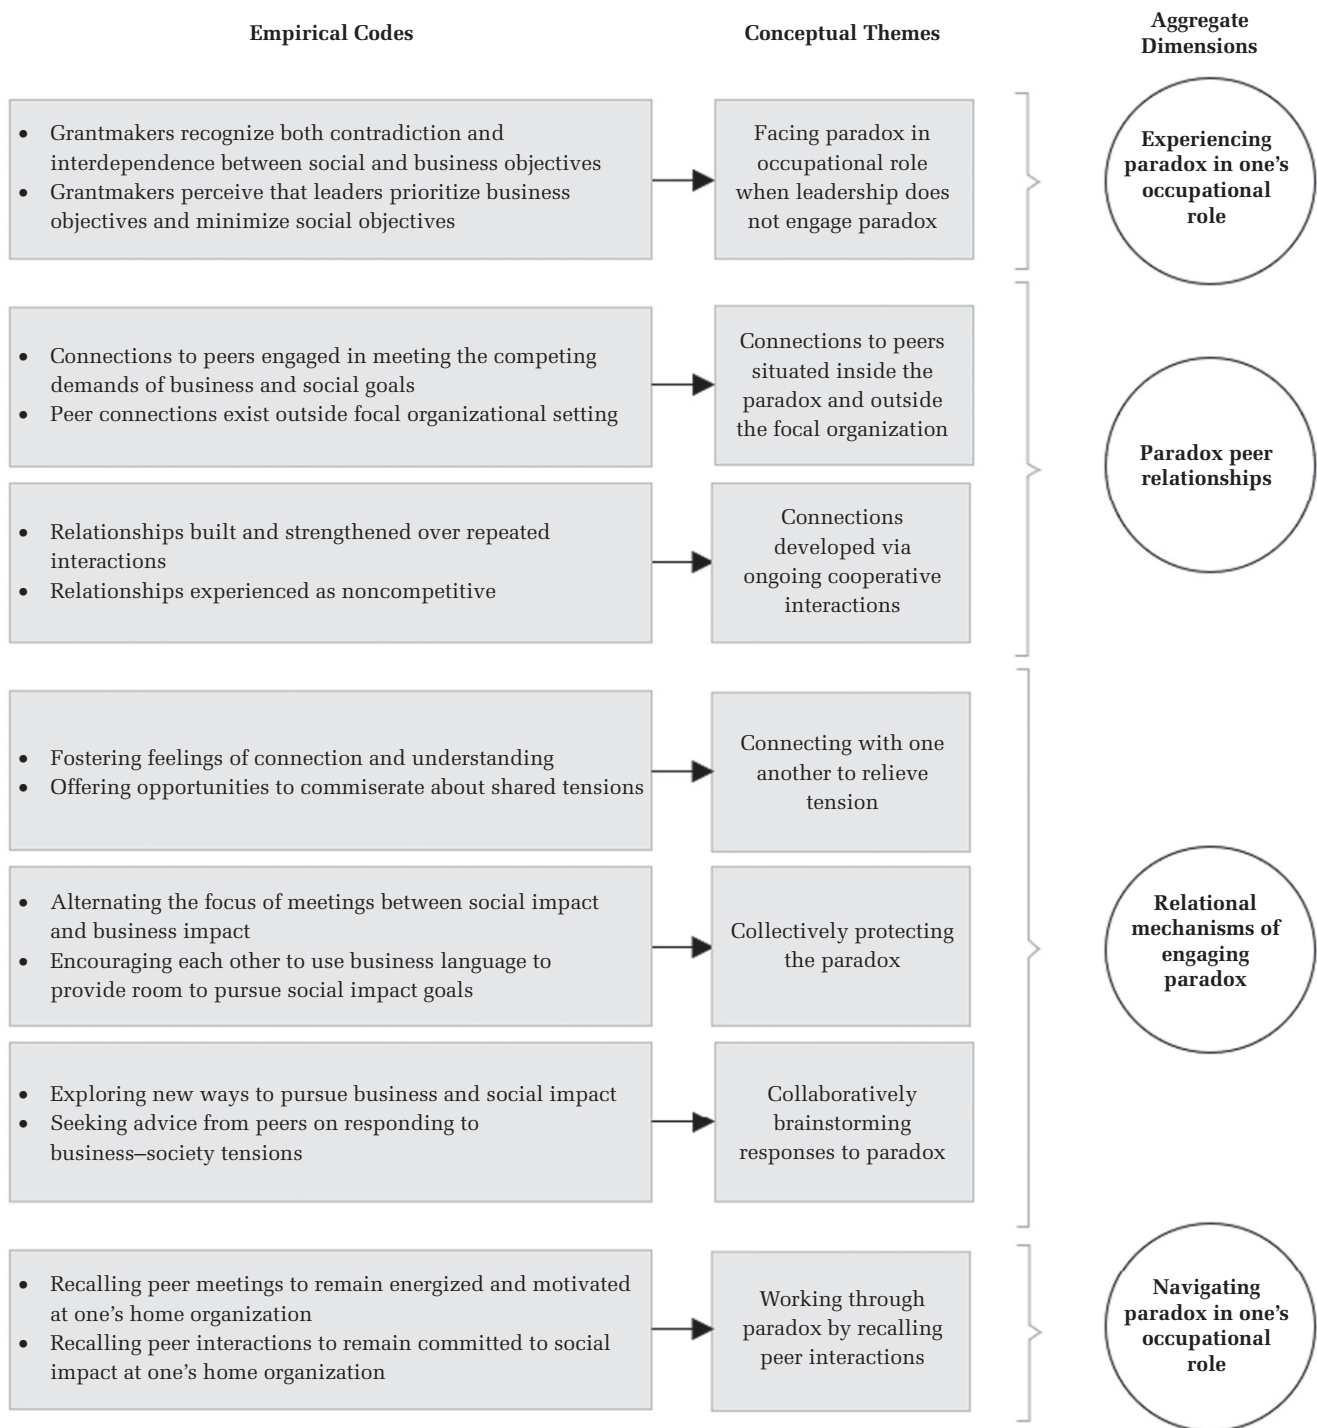 Empirical Codes
Conceptual Themes
Aggregate
Dimensions
• Grantmakers recognize both contradiction and
interdependence between social and business objectives
• Grantmakers perceive that leaders prioritize business
objectives and minimize social objectives
Facing paradox in
occupational role
when leadership does
not engage paradox
Experiencing
paradox in one’s
occupational
role
• Connections to peers engaged in meeting the competing
demands of business and social goals
• Peer connections exist outside focal organizational setting
Connections to peers
situated inside the
paradox and outside
the focal organization
• Relationships built and strengthened over repeated
interactions
• Relationships experienced as noncompetitive
Connections
developed via
ongoing cooperative
interactions
Paradox peer
relationships
• Fostering feelings of connection and understanding
• Offering opportunities to commiserate about shared tensions
Connecting with one
another to relieve
tension
• Alternating the focus of meetings between social impact
and business impact
• Encouraging each other to use business language to
provide room to pursue social impact goals
Collectively protecting
the paradox
• Exploring new ways to pursue business and social impact
• Seeking advice from peers on responding to
business–society tensions
Collaboratively
brainstorming
responses to paradox
Relational
mechanisms of
engaging
paradox
• Recalling peer meetings to remain energized and motivated
at one’s home organization
• Recalling peer interactions to remain committed to social
impact at one’s home organization
Working through
paradox by recalling
peer interactions
Navigating
paradox in one’s
occupational
role